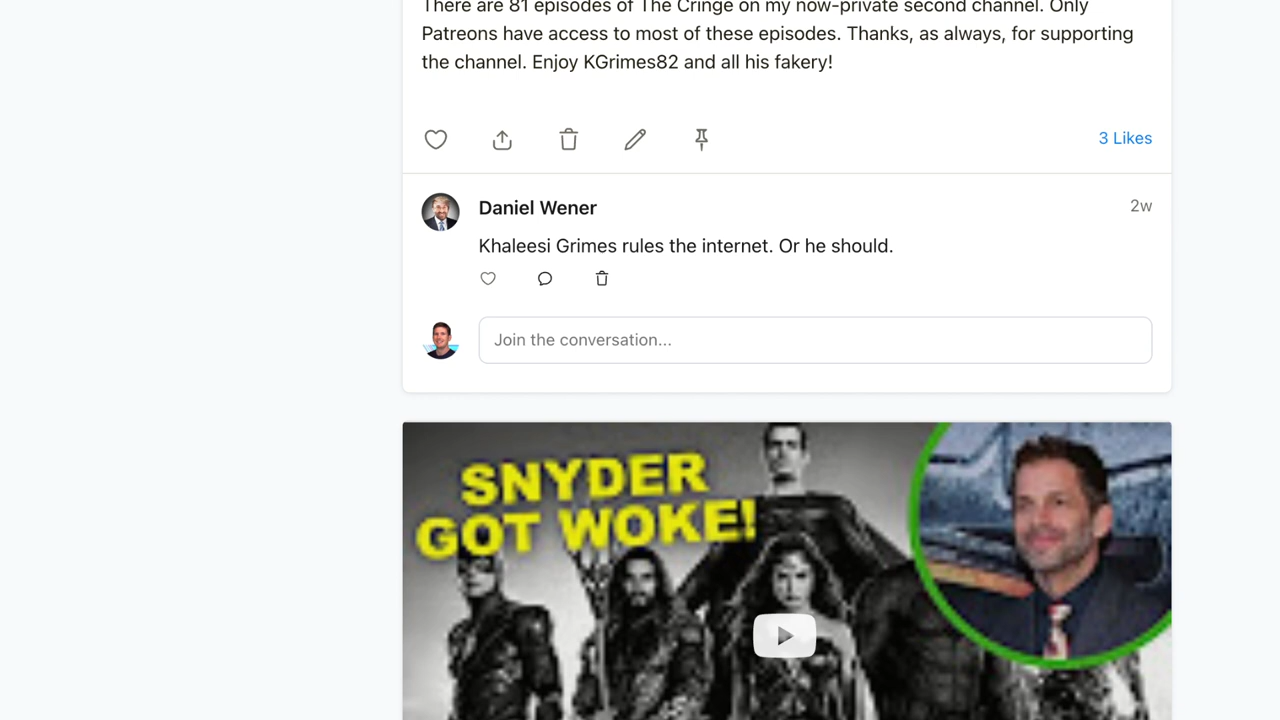 There are 81 episodes of The Cringe on my now-private second channel. Only
Patreons have access to most of these episodes. Thanks, as always, for supporting
the channel. Enjoy KGrimes82 and all his fakery!
3 Likes
Daniel Wener
2w
Khaleesi Grimes rules the internet. Or he should.
Join the conversation...
SNYDER
GOT WOKE!